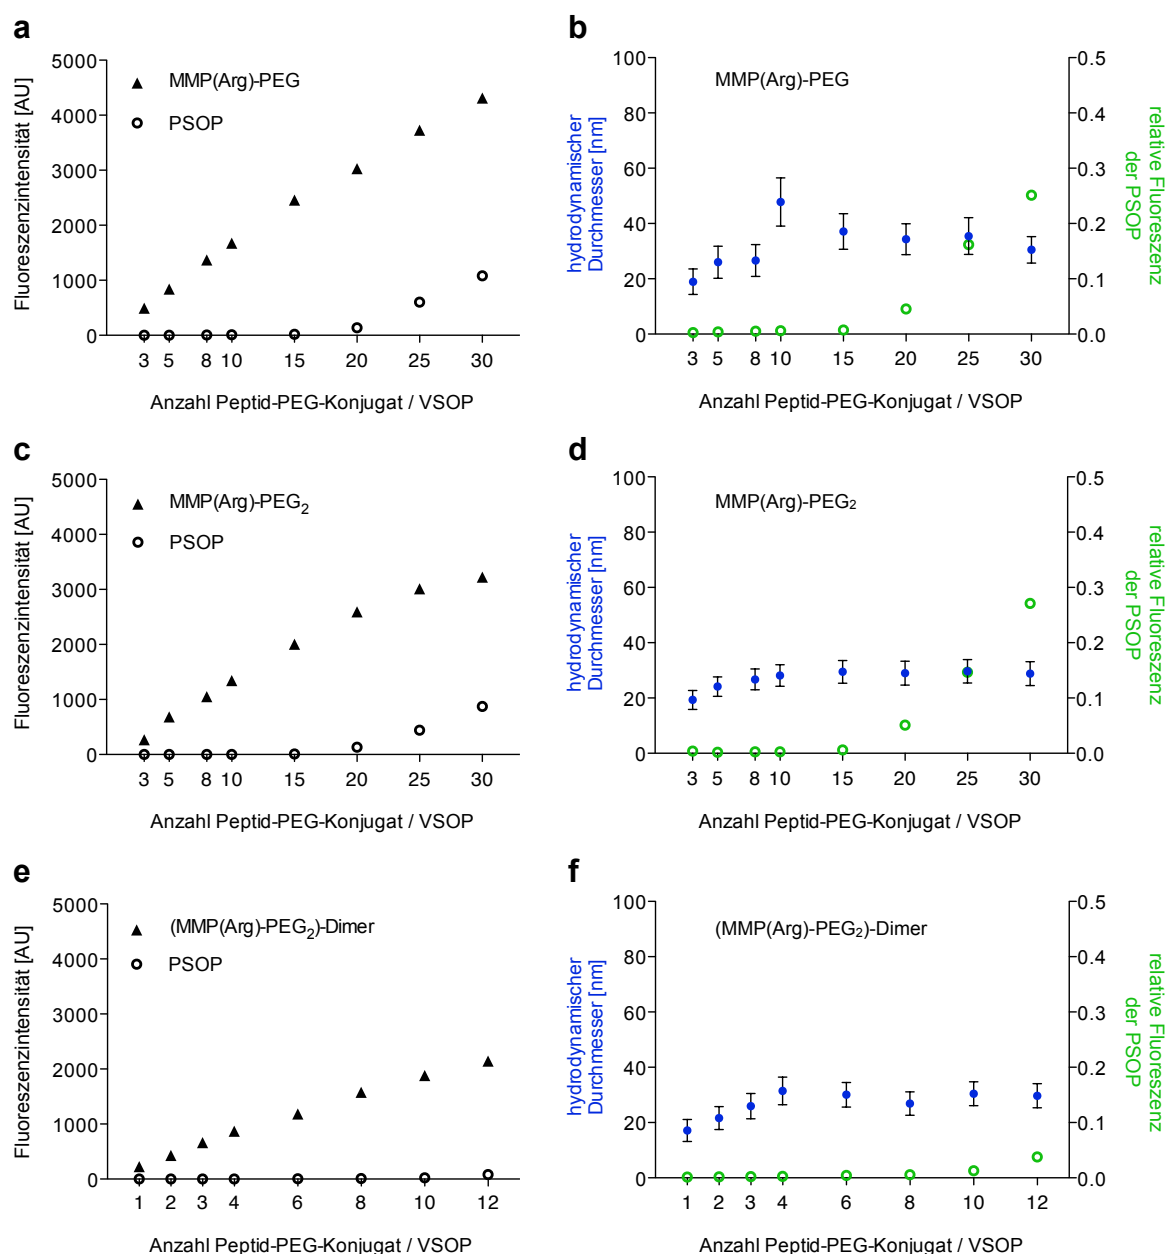 a
5000
4000
3000
2000
1000
0
Fluoreszenzintensität [AU]
MMP(Arg)-PEG
PSOP
3 5 8 10 15 20 25 30
Anzahl Peptid-PEG-Konjugat / VSOP
b
100
80
60
40
20
0
hydrodynamischer
Durchmesser [nm]
MMP(Arg)-PEG
0.5
0.4
0.3
0.2
0.1
0.0
relative Fluoreszenz
der PSOP
3 5 8 10 15 20 25 30
Anzahl Peptid-PEG-Konjugat / VSOP
c
5000
4000
3000
2000
1000
0
Fluoreszenzintensität [AU]
MMP(Arg)-PEG₂
PSOP
3 5 8 10 15 20 25 30
Anzahl Peptid-PEG-Konjugat / VSOP
d
100
80
60
40
20
0
hydrodynamischer
Durchmesser [nm]
MMP(Arg)-PEG₂
0.5
0.4
0.3
0.2
0.1
0.0
relative Fluoreszenz
der PSOP
3 5 8 10 15 20 25 30
Anzahl Peptid-PEG-Konjugat / VSOP
e
5000
4000
3000
2000
1000
0
Fluoreszenzintensität [AU]
(MMP(Arg)-PEG₂)-Dimer
PSOP
1 2 3 4 6 8 10 12
Anzahl Peptid-PEG-Konjugat / VSOP
f
100
80
60
40
20
0
hydrodynamischer
Durchmesser [nm]
(MMP(Arg)-PEG₂)-Dimer
0.5
0.4
0.3
0.2
0.1
0.0
relative Fluoreszenz
der PSOP
1 2 3 4 6 8 10 12
Anzahl Peptid-PEG-Konjugat / VSOP